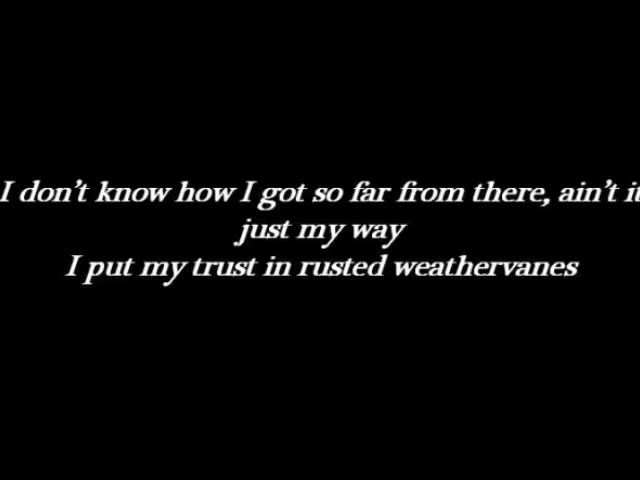 I don't know how I got so far from there, ain't it
just my way
I put my trust in rusted weathervanes